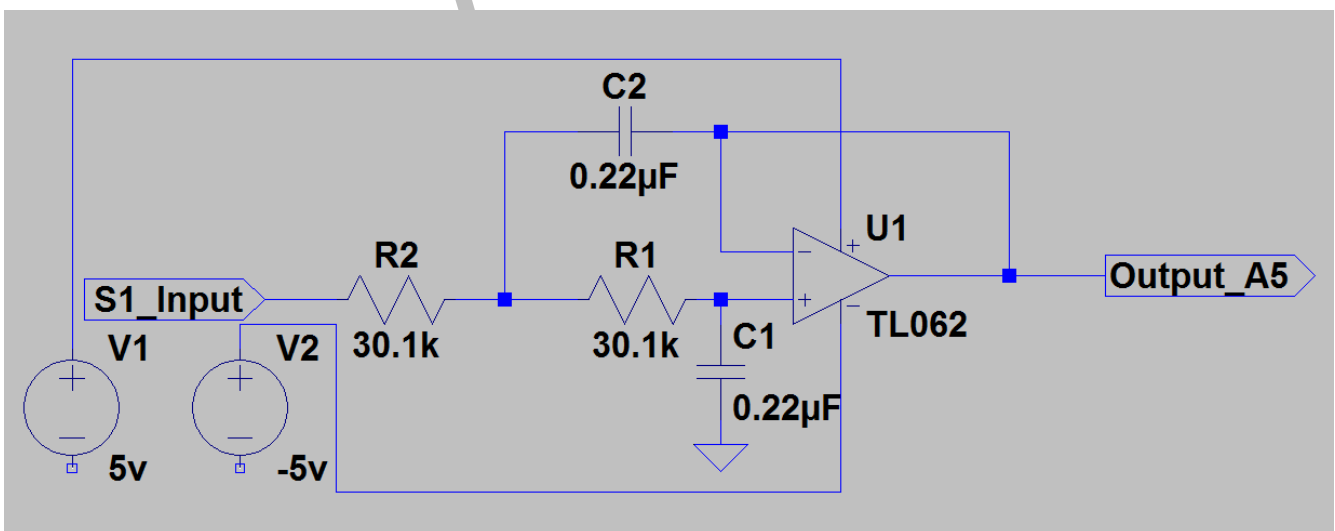 C2
0.22µF
U1
R2
R1
S1_Input
Output_A5
V1
V2
30.1k
30.1k
C1
TL062
0.22µF
5v
-5v